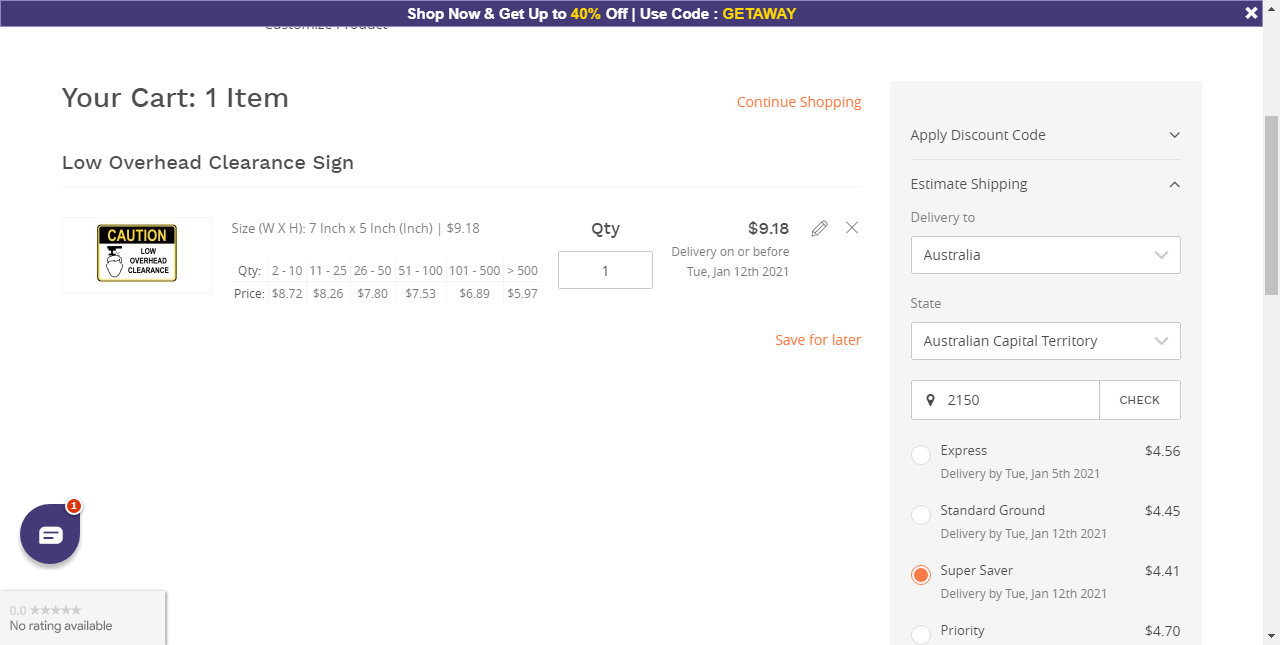 Shop Now & Get Up to 40% Off | Use Code : GETAWAY
Customize Product
Your Cart: 1 Item
Continue Shopping
Low Overhead Clearance Sign
CAUTION
LOW
OVERHEAD
CLEARANCE
Size (W X H): 7 Inch x 5 Inch (Inch) | $9.18
Qty: 2 - 10 11 - 25 26 - 50 51 - 100 101 - 500 > 500
Price: $8.72 $8.26 $7.80 $7.53 $6.89 $5.97
Qty
1
$9.18
Delivery on or before
Tue, Jan 12th 2021
Save for later
Apply Discount Code
Estimate Shipping
Delivery to
Australia
State
Australian Capital Territory
2150 CHECK
Express $4.56
Delivery by Tue, Jan 5th 2021
Standard Ground $4.45
Delivery by Tue, Jan 12th 2021
Super Saver $4.41
Delivery by Tue, Jan 12th 2021
Priority $4.70
1
0.0
No rating available